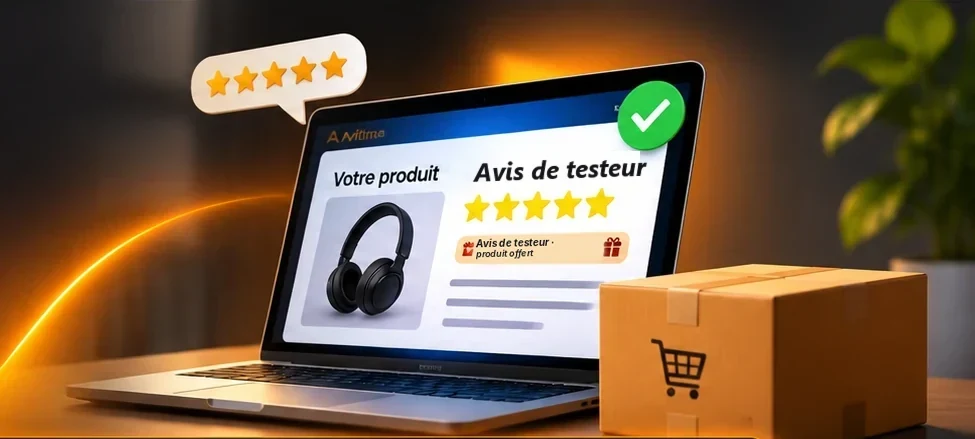 Votre produit
Avis de testeur
Avis de testeur ·
produit offert